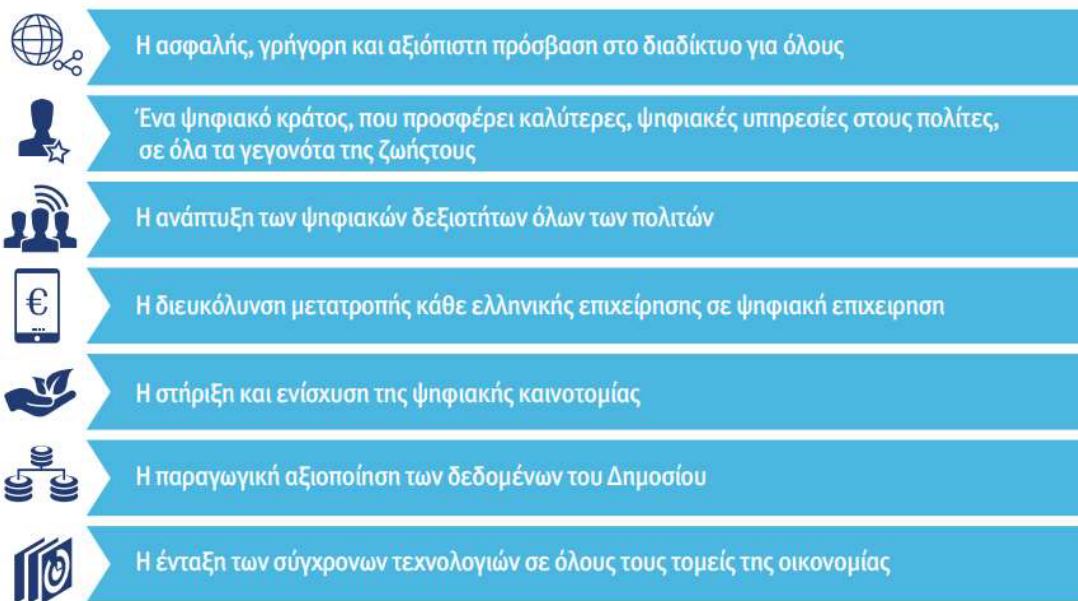 Η ασφαλής, γρήγορη και αξιόπιστη πρόσβαση στο διαδίκτυο για όλους
Ένα ψηφιακό κράτος, που προσφέρει καλύτερες, ψηφιακές υπηρεσίες στους πολίτες,
σε όλα τα γεγονότα της ζωήςτους
Η ανάπτυξη των ψηφιακών δεξιοτήτων όλων των πολιτών
€
Η διευκόλυνση μετατροπής κάθε ελληνικής επιχείρησης σε ψηφιακή επιχειρηση
Η στήριξη και ενίσχυση της ψηφιακής καινοτομίας
Η παραγωγική αξιοποίηση των δεδομένων του Δημοσίου
Η ένταξη των σύγχρονων τεχνολογιών σε όλους τους τομείς της οικονομίας